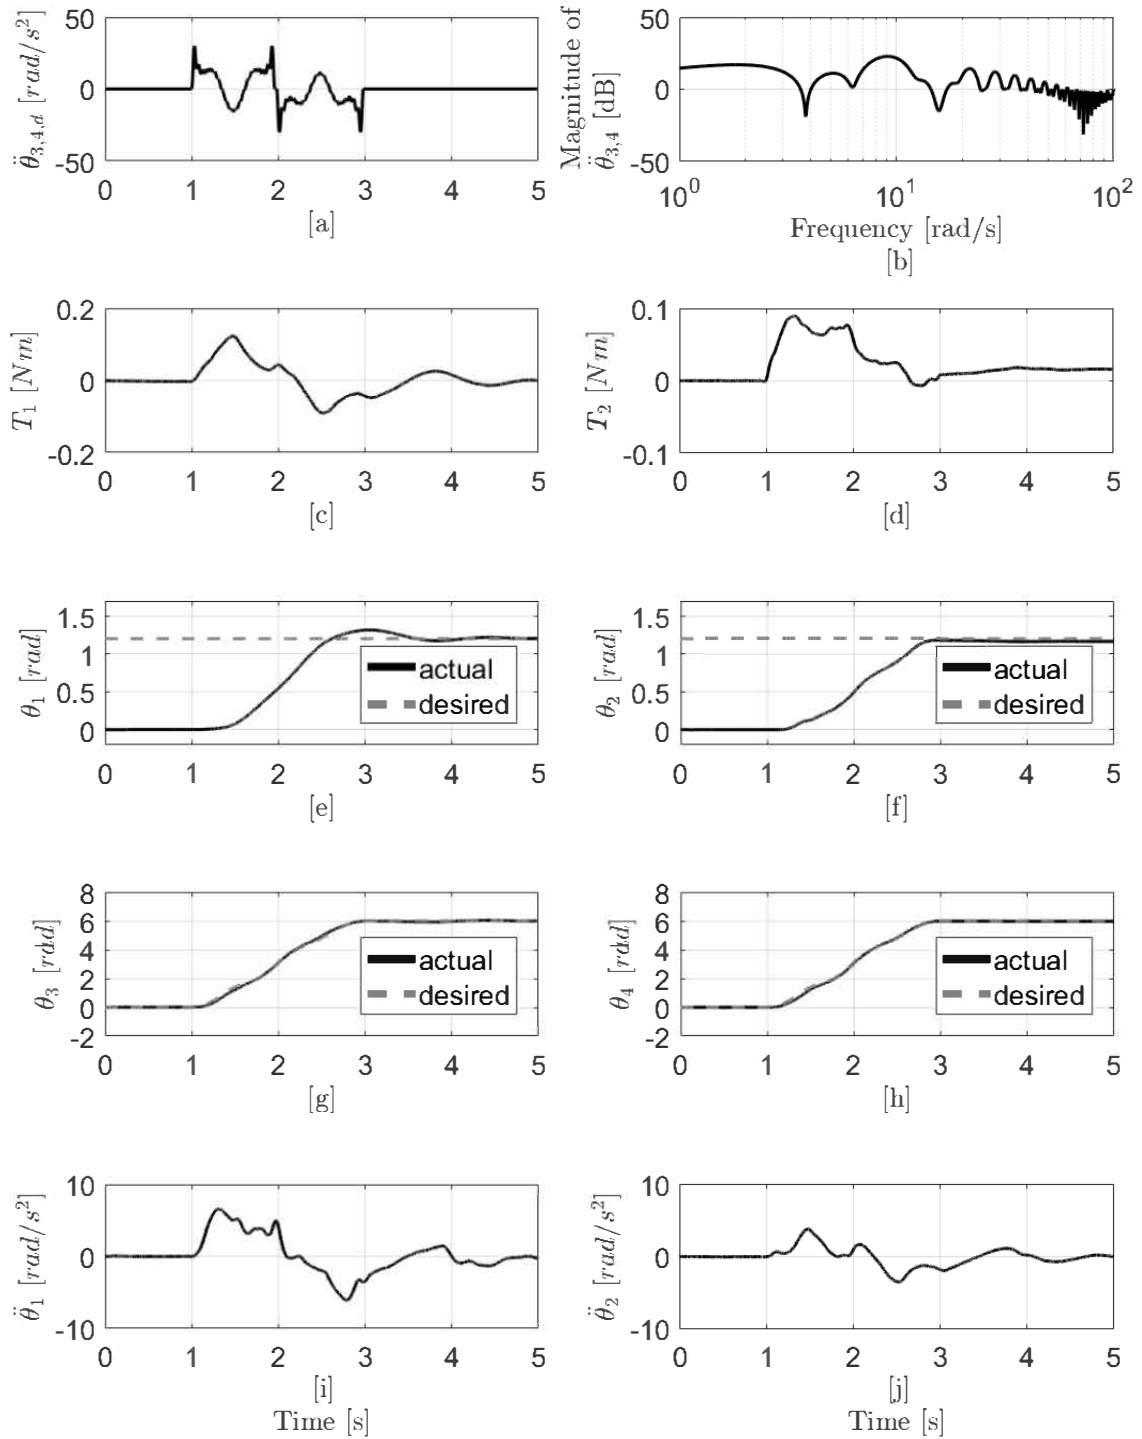 50
0
-50
0 1 2 3 4 5
[a]
θ̈3,4,d [rad/s²]
50
0
-50
10⁰ 10¹ 10²
Frequency [rad/s]
[b]
Magnitude of
θ̈3,4 [dB]
0.2
0
-0.2
0 1 2 3 4 5
[c]
T₁ [Nm]
0.1
0
-0.1
0 1 2 3 4 5
[d]
T₂ [Nm]
1.5
1
0.5
0
0 1 2 3 4 5
[e]
θ₁ [rad]
actual
desired
1.5
1
0.5
0
0 1 2 3 4 5
[f]
θ₂ [rad]
actual
desired
8
6
4
2
0
-2
0 1 2 3 4 5
[g]
θ₃ [rad]
actual
desired
8
6
4
2
0
-2
0 1 2 3 4 5
[h]
θ₄ [rad]
actual
desired
10
0
-10
0 1 2 3 4 5
[i]
Time [s]
θ̈₁ [rad/s²]
10
0
-10
0 1 2 3 4 5
[j]
Time [s]
θ̈₂ [rad/s²]